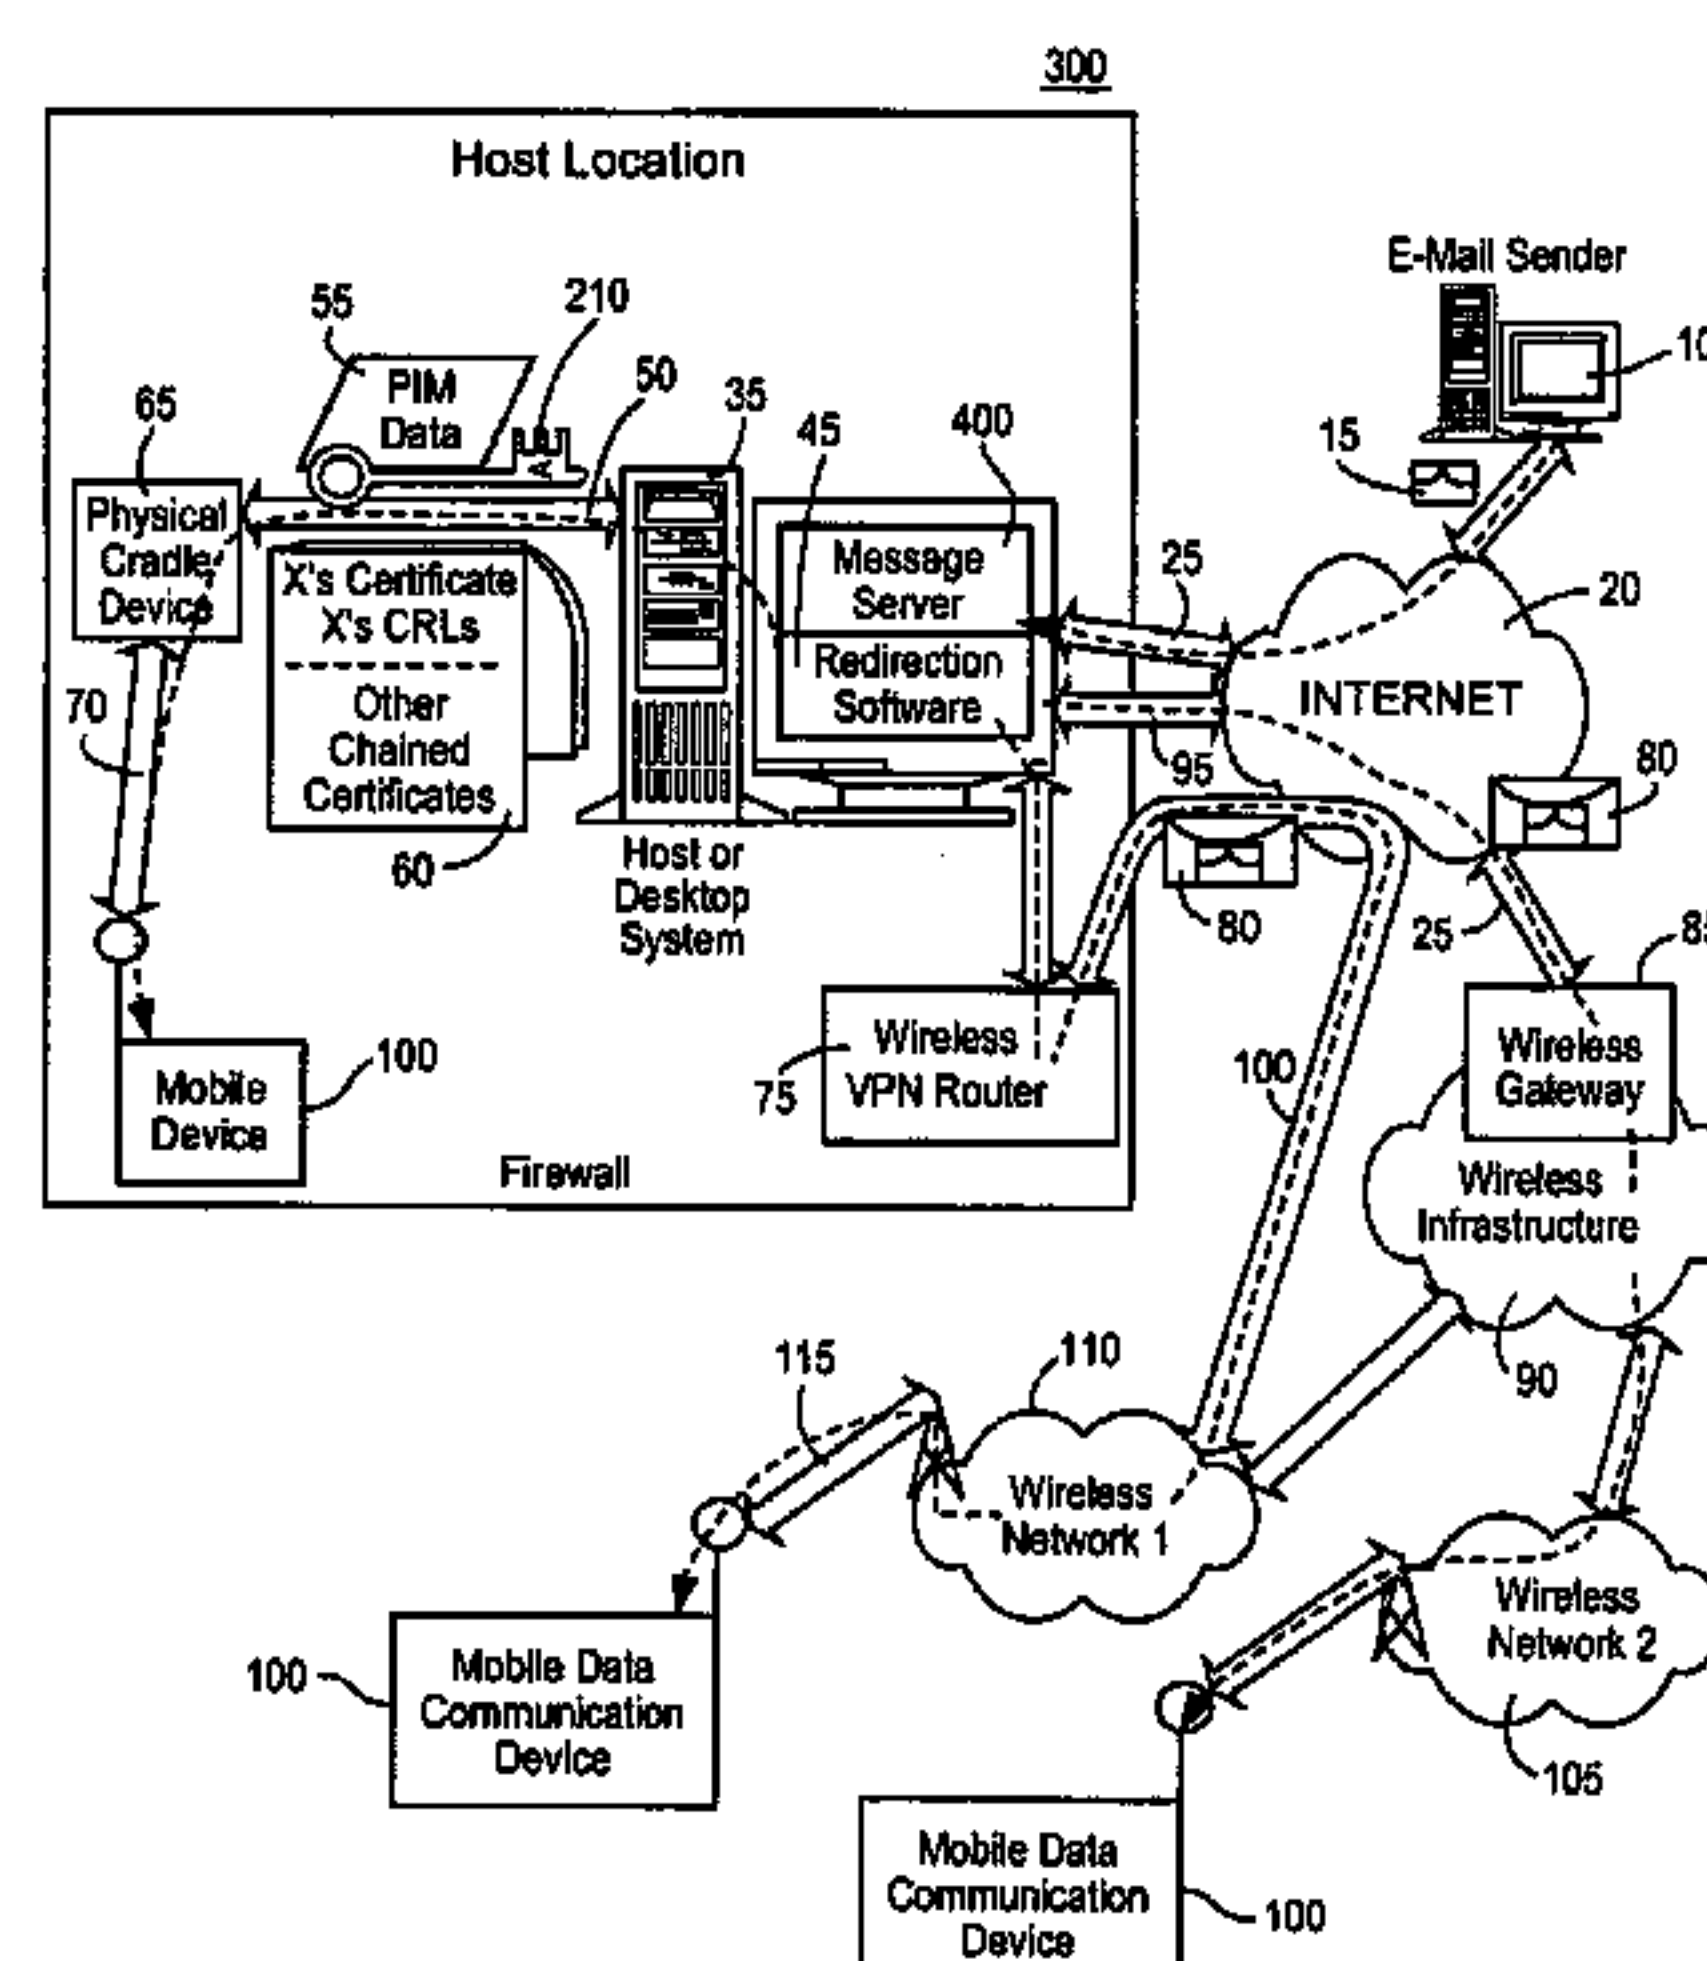 300
Host Location
E-Mail Sender
55
210
50
65
35
45
400
15
PIM
Data
A
Physical
Cradle
Device
X's Certificate
X's CRLs
Other
Chained
Certificates
60
70
Message
Server
Redirection
Software
25
95
20
INTERNET
80
80
25
Host or
Desktop
System
Mobile
Device
100
75
Wireless
VPN Router
Firewall
100
Wireless
Gateway
Wireless
Infrastructure
90
115
110
Wireless
Network 1
Wireless
Network 2
105
100
Mobile Data
Communication
Device
Mobile Data
Communication
Device
100